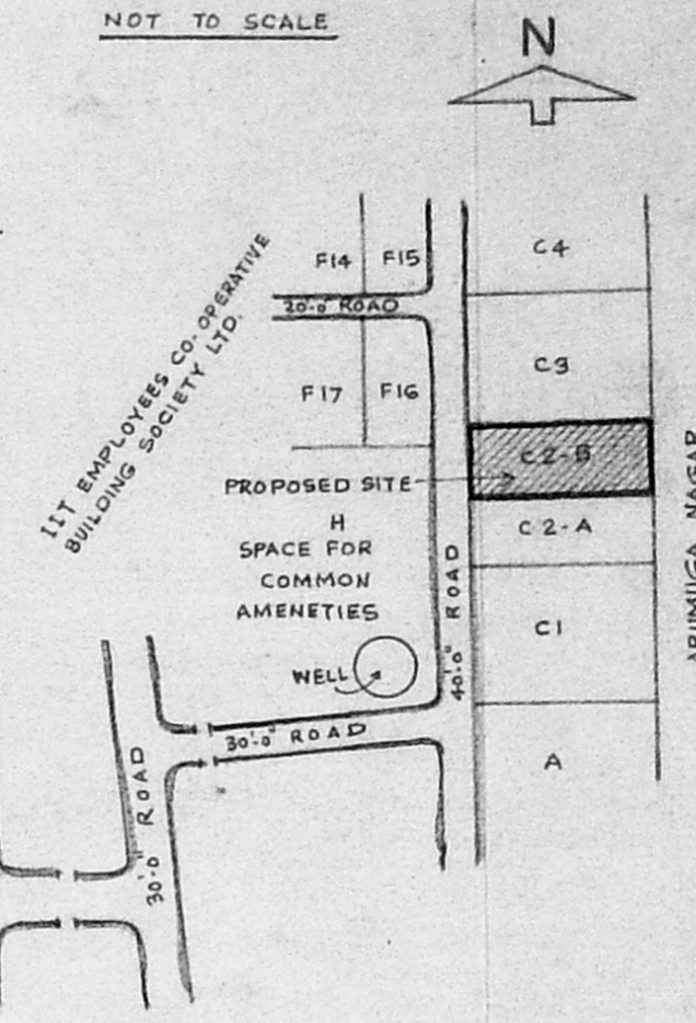 NOT TO SCALE
N
IIT EMPLOYEES CO-OPERATIVE
BUILDING SOCIETY LTD.
F14
F15
C4
20'-0" ROAD
F17
F16
C3
C2-B
PROPOSED SITE
C2-A
H
SPACE FOR
COMMON
AMENETIES
40'-0" ROAD
C1
WELL
30'-0" ROAD
A
30'-0" ROAD
ARUMUGA NAGAR